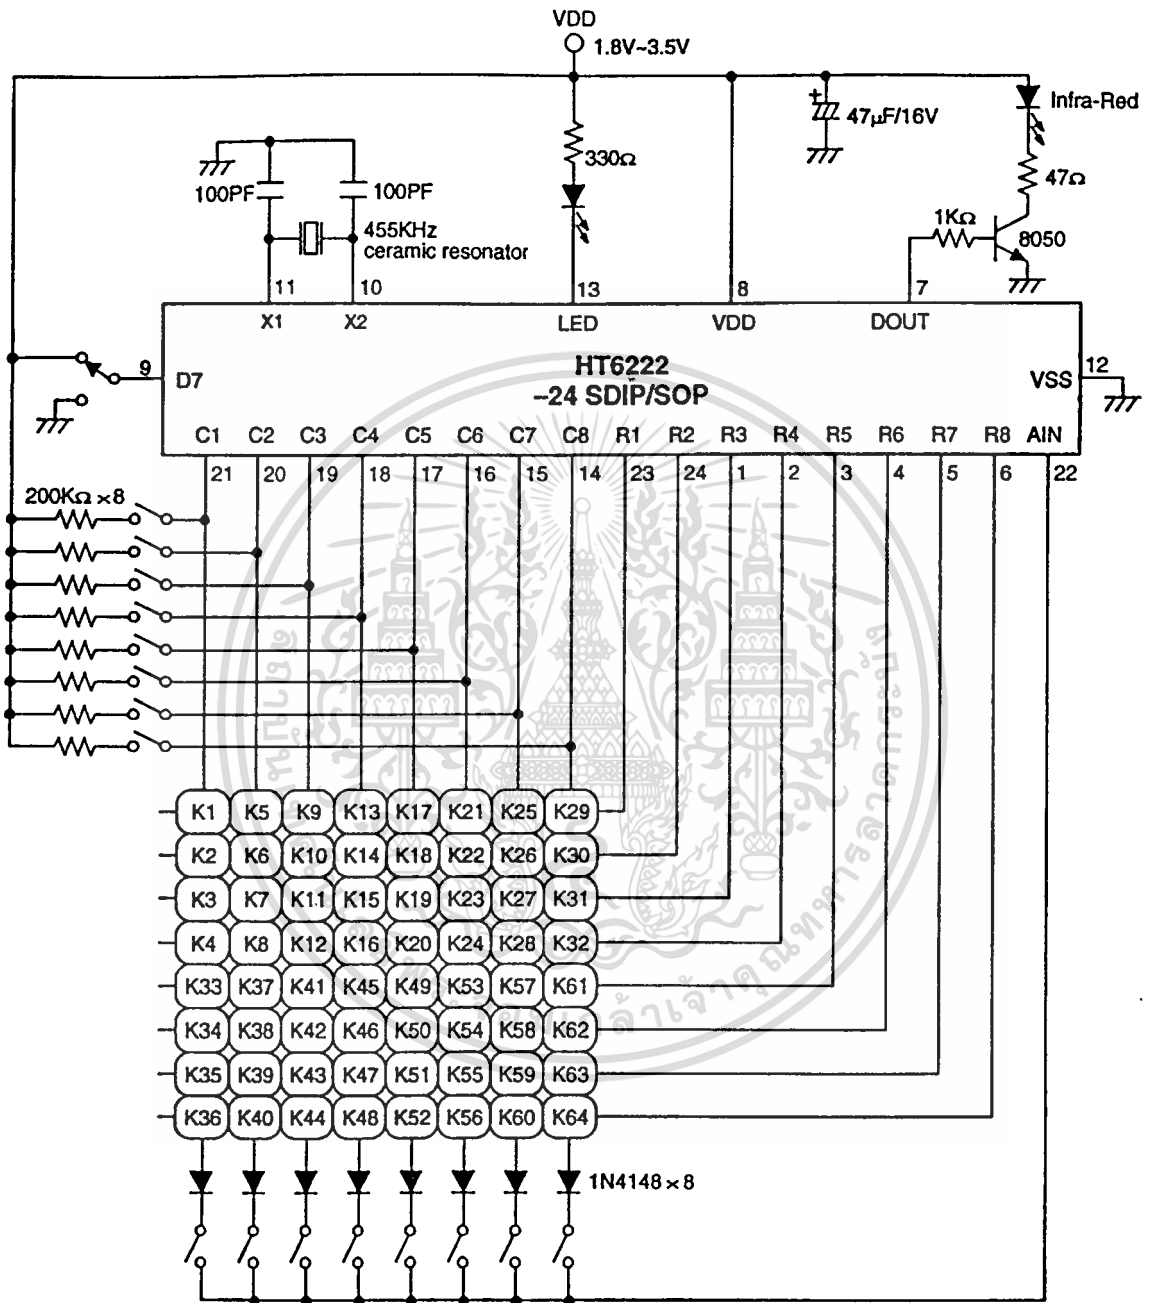 VDD
1.8V~3.5V
Infra-Red
47µF/16V
330Ω
47Ω
100PF
100PF
1KΩ
8050
455KHz
ceramic resonator
11
10
13
8
7
X1
X2
LED
VDD
DOUT
HT6222
–24 SDIP/SOP
9
D7
VSS
12
C1 C2 C3 C4 C5 C6 C7 C8 R1 R2 R3 R4 R5 R6 R7 R8 AIN
21 20 19 18 17 16 15 14 23 24 1 2 3 4 5 6 22
200KΩ ×8
K1 K5 K9 K13 K17 K21 K25 K29
K2 K6 K10 K14 K18 K22 K26 K30
K3 K7 K11 K15 K19 K23 K27 K31
K4 K8 K12 K16 K20 K24 K28 K32
K33 K37 K41 K45 K49 K53 K57 K61
K34 K38 K42 K46 K50 K54 K58 K62
K35 K39 K43 K47 K51 K55 K59 K63
K36 K40 K44 K48 K52 K56 K60 K64
1N4148 × 8